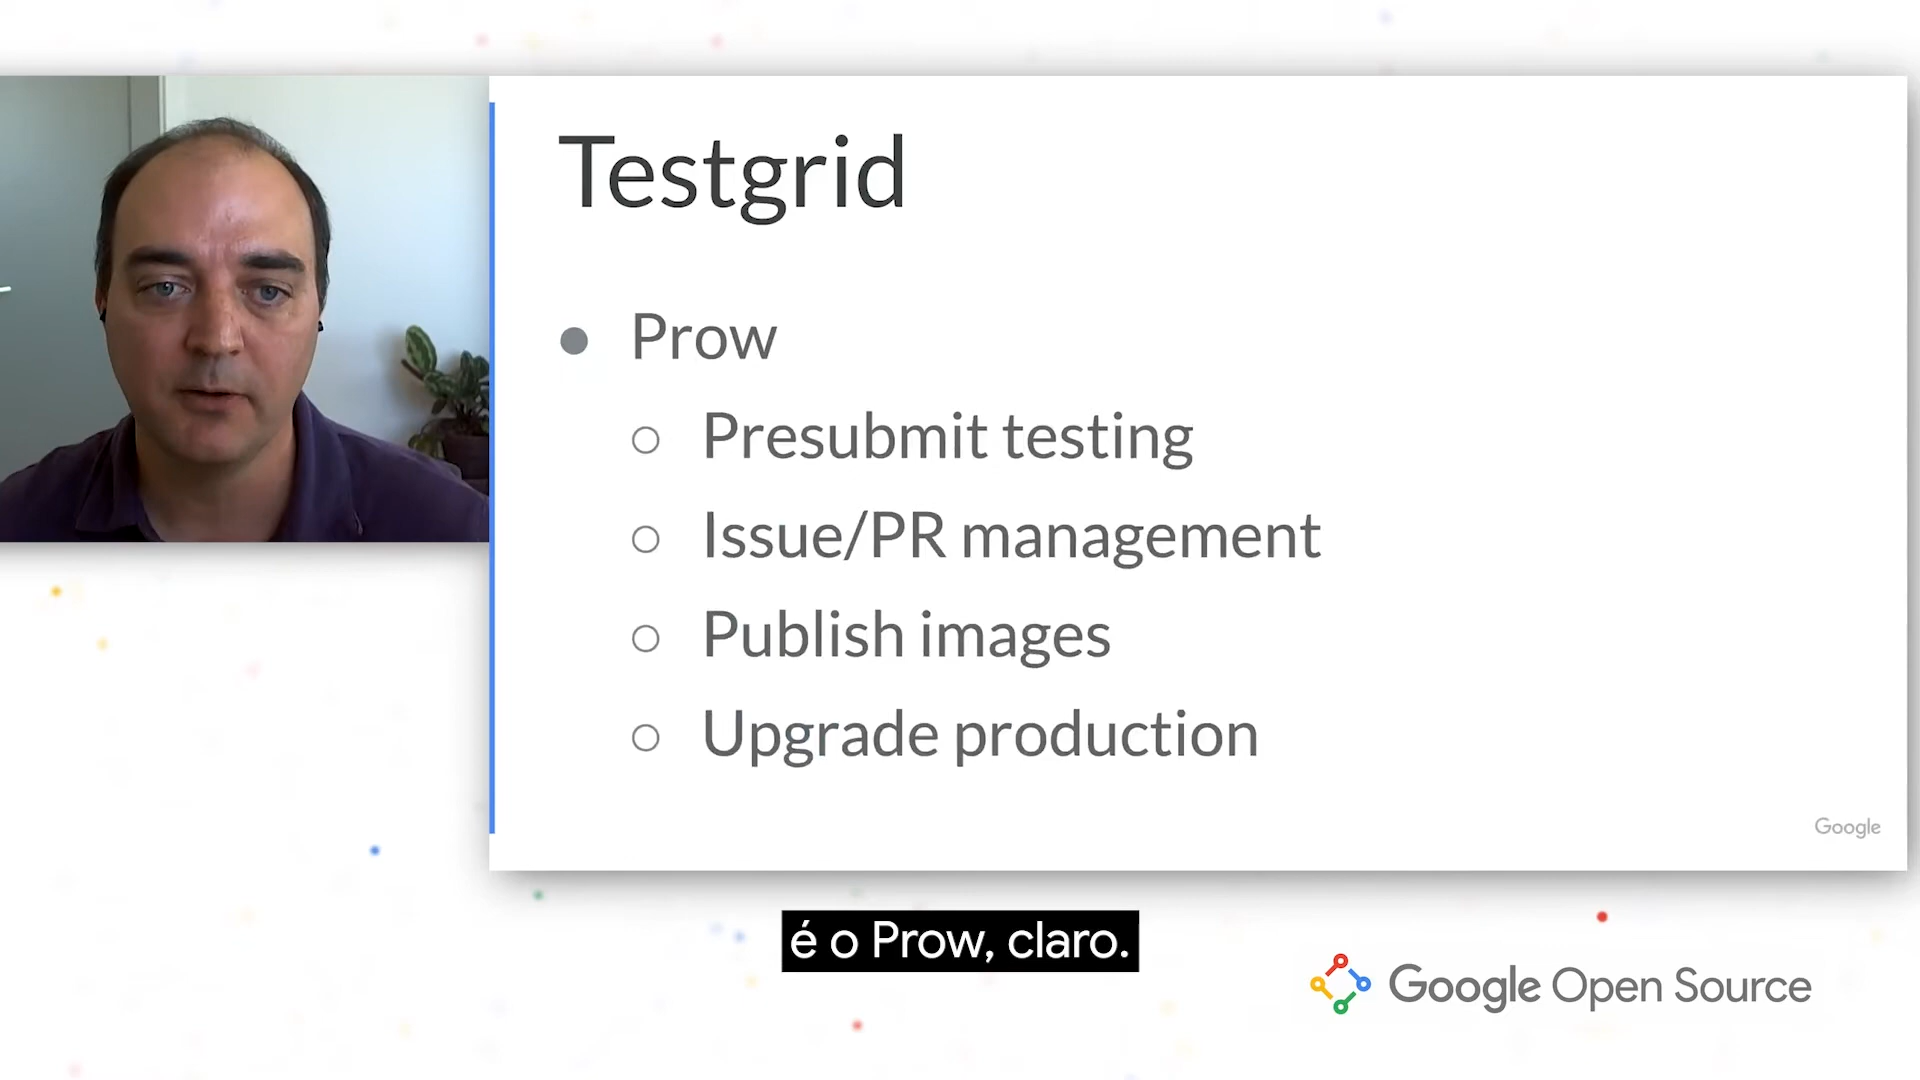 Testgrid
Prow
Presubmit testing
Issue/PR management
Publish images
Upgrade production
Google
é o Prow, claro.
Google Open Source